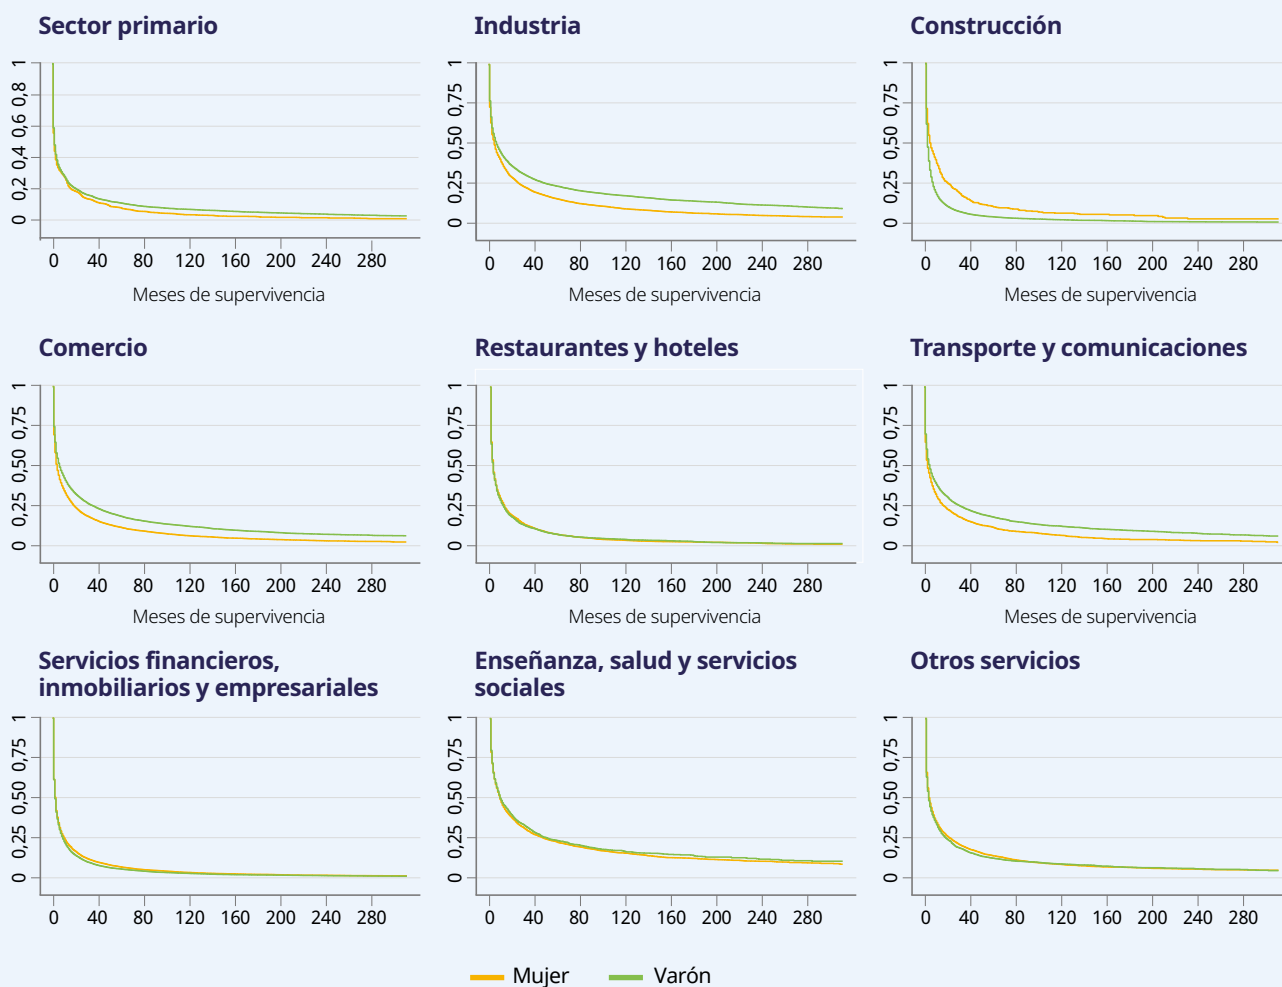 Sector primario
1
0,8
0,6
0,4
0,2
0
0 40 80 120 160 200 240 280
Meses de supervivencia
Industria
1
0,75
0,50
0,25
0
0 40 80 120 160 200 240 280
Meses de supervivencia
Construcción
1
0,75
0,50
0,25
0
0 40 80 120 160 200 240 280
Meses de supervivencia
Comercio
1
0,75
0,50
0,25
0
0 40 80 120 160 200 240 280
Meses de supervivencia
Restaurantes y hoteles
1
0,75
0,50
0,25
0
0 40 80 120 160 200 240 280
Meses de supervivencia
Transporte y comunicaciones
1
0,75
0,50
0,25
0
0 40 80 120 160 200 240 280
Meses de supervivencia
Servicios financieros,
inmobiliarios y empresariales
1
0,75
0,50
0,25
0
0 40 80 120 160 200 240 280
Enseñanza, salud y servicios
sociales
1
0,75
0,50
0,25
0
0 40 80 120 160 200 240 280
Otros servicios
1
0,75
0,50
0,25
0
0 40 80 120 160 200 240 280
Mujer Varón